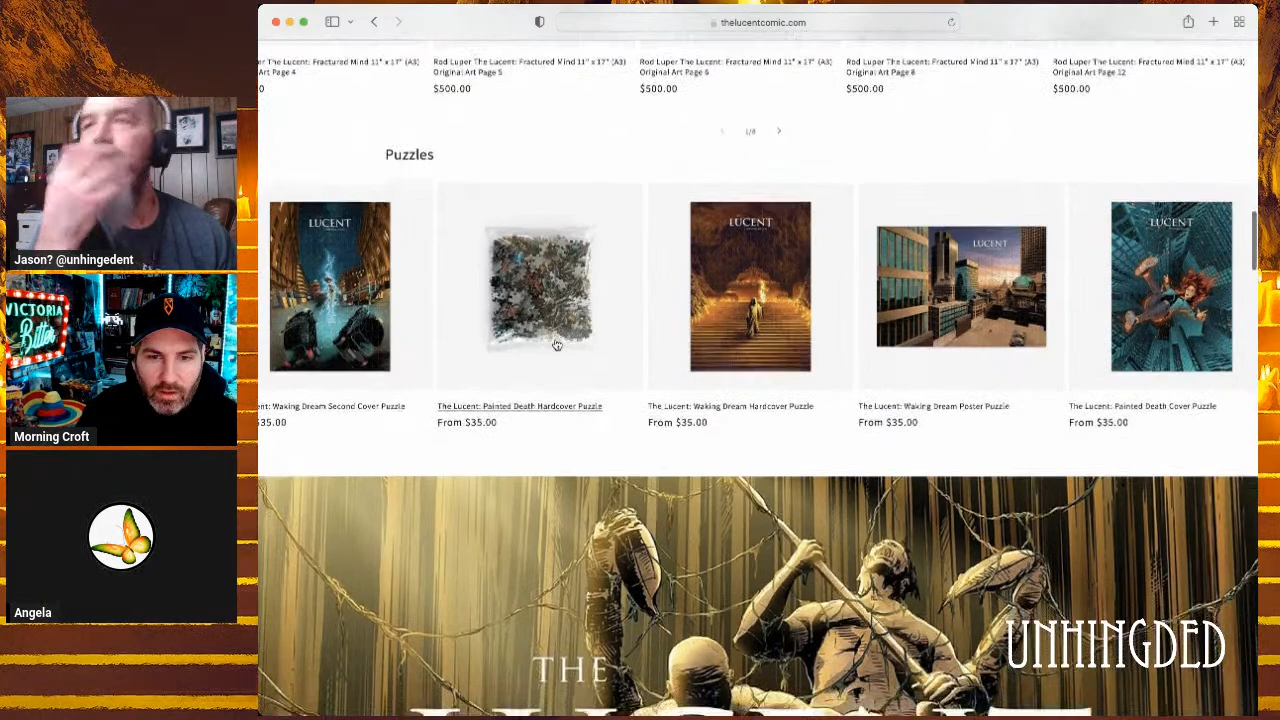 thelucentcomic.com
er The Lucent: Fractured Mind 11" x 17" (A3)
Art Page 4
0
Rod Luper The Lucent: Fractured Mind 11" x 17" (A3)
Original Art Page 5
$500.00
Rod Luper The Lucent: Fractured Mind 11" x 17" (A3)
Original Art Page 6
$500.00
Rod Luper The Lucent: Fractured Mind 11" x 17" (A3)
Original Art Page 8
$500.00
Rod Luper The Lucent: Fractured Mind 11" x 17" (A3)
Original Art Page 12
$500.00
1/8
Puzzles
LUCENT
LUCENT
LUCENT
LUCENT
ent: Waking Dream Second Cover Puzzle
$35.00
The Lucent: Painted Death Hardcover Puzzle
From $35.00
The Lucent: Waking Dream Hardcover Puzzle
From $35.00
The Lucent: Waking Dream Poster Puzzle
From $35.00
The Lucent: Painted Death Cover Puzzle
From $35.00
THE
UNHINGDED
Jason? @unhingedent
VICTORIA
Bitter
Morning Croft
Angela